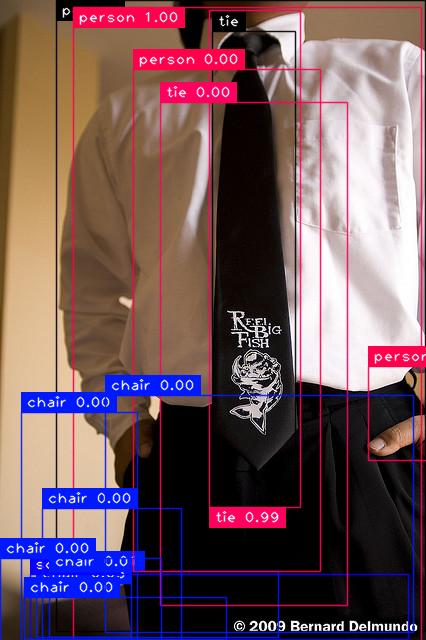 p
person 1.00
tie
person 0.00
tie 0.00
REEL
BIG
FISH
person
chair 0.00
chair 0.00
chair 0.00
tie 0.99
chair 0.00
chair 0.01
chair 0.00
© 2009 Bernard Delmundo